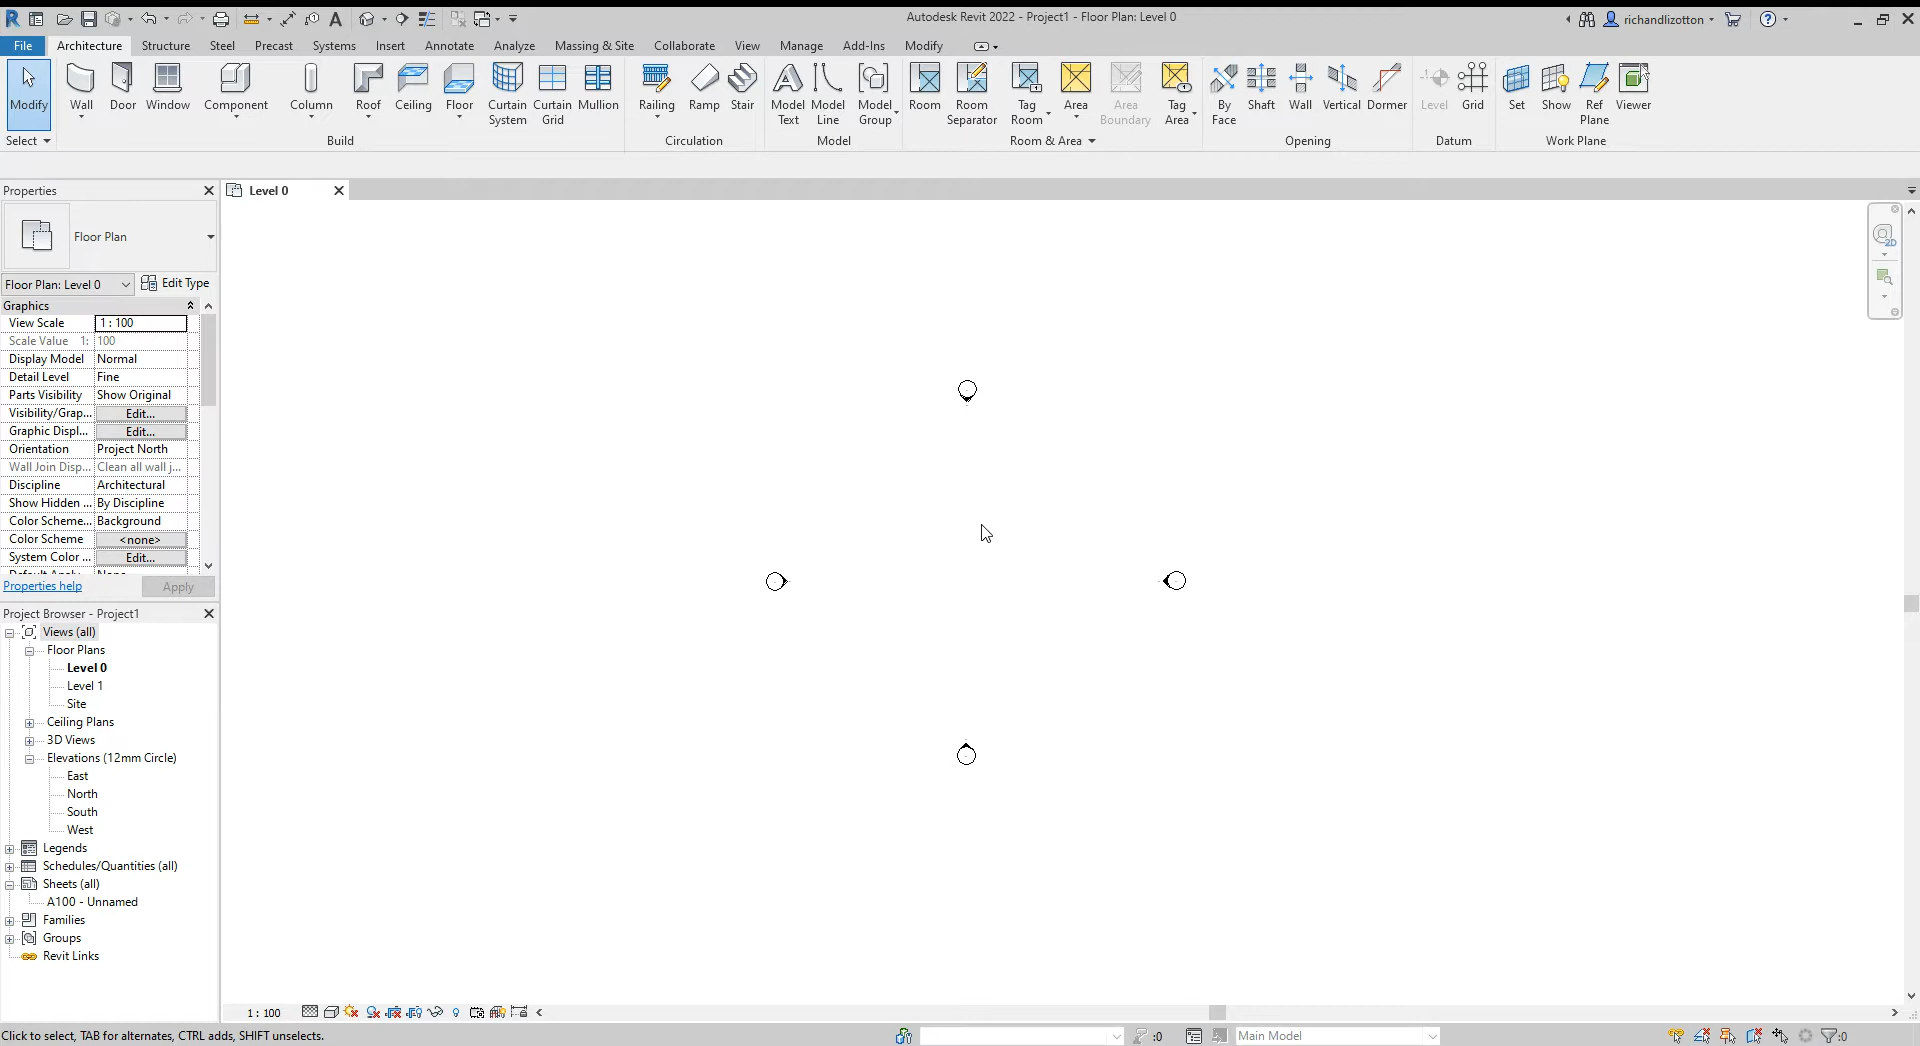 Autodesk Revit 2022 - Project1 - Floor Plan: Level 0
richandlizotton
File Architecture Structure Steel Precast Systems Insert Annotate Analyze Massing & Site Collaborate View Manage Add-Ins Modify
Modify Wall Door Window Component Column Roof Ceiling Floor Curtain System Curtain Grid Mullion Railing Ramp Stair Model Text Model Line Model Group Room Room Separator Tag Room Area Area Boundary Tag Area By Face Shaft Wall Vertical Dormer Level Grid Set Show Ref Plane Viewer
Select Build Circulation Model Room & Area Opening Datum Work Plane
Properties
Level 0
Floor Plan
Floor Plan: Level 0 Edit Type
Graphics
View Scale 1 : 100
Scale Value 1: 100
Display Model Normal
Detail Level Fine
Parts Visibility Show Original
Visibility/Grap... Edit...
Graphic Displ... Edit...
Orientation Project North
Wall Join Disp... Clean all wall j...
Discipline Architectural
Show Hidden ... By Discipline
Color Scheme... Background
Color Scheme <none>
System Color ... Edit...
Properties help Apply
Project Browser - Project1
Views (all)
Floor Plans
Level 0
Level 1
Site
Ceiling Plans
3D Views
Elevations (12mm Circle)
East
North
South
West
Legends
Schedules/Quantities (all)
Sheets (all)
A100 - Unnamed
Families
Groups
Revit Links
2D
1 : 100
Click to select, TAB for alternates, CTRL adds, SHIFT unselects.
:0
Main Model
:0